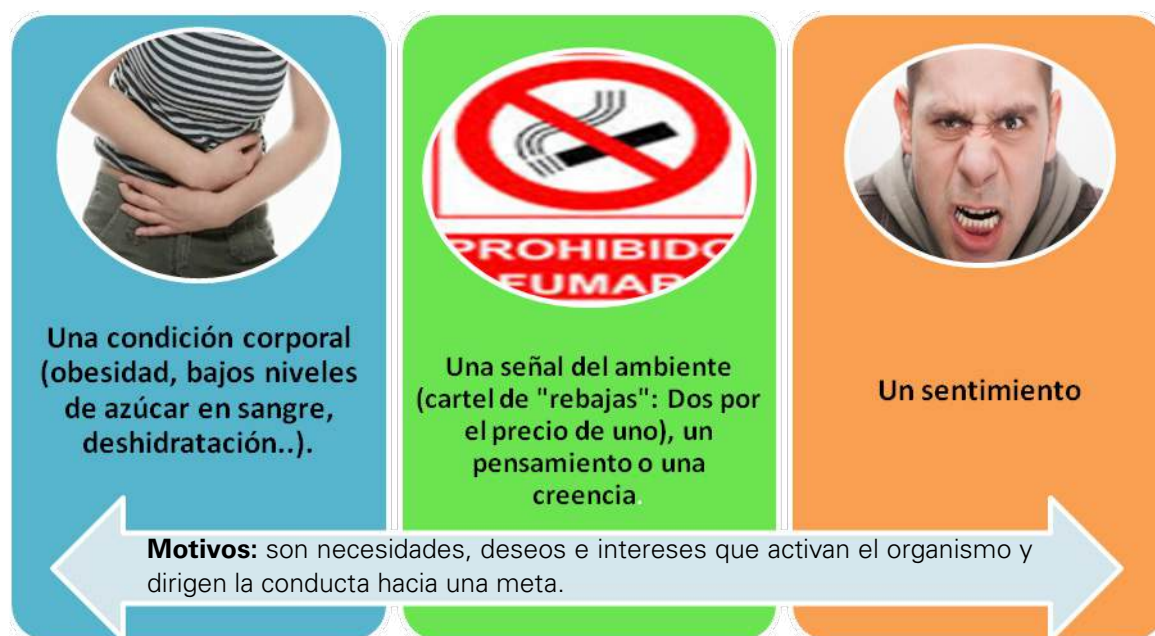 PROHIBIDO
FUMAR
Una condición corporal
(obesidad, bajos niveles
de azúcar en sangre,
deshidratación..).
Una señal del ambiente
(cartel de "rebajas": Dos por
el precio de uno), un
pensamiento o una
creencia.
Un sentimiento
Motivos: son necesidades, deseos e intereses que activan el organismo y
dirigen la conducta hacia una meta.